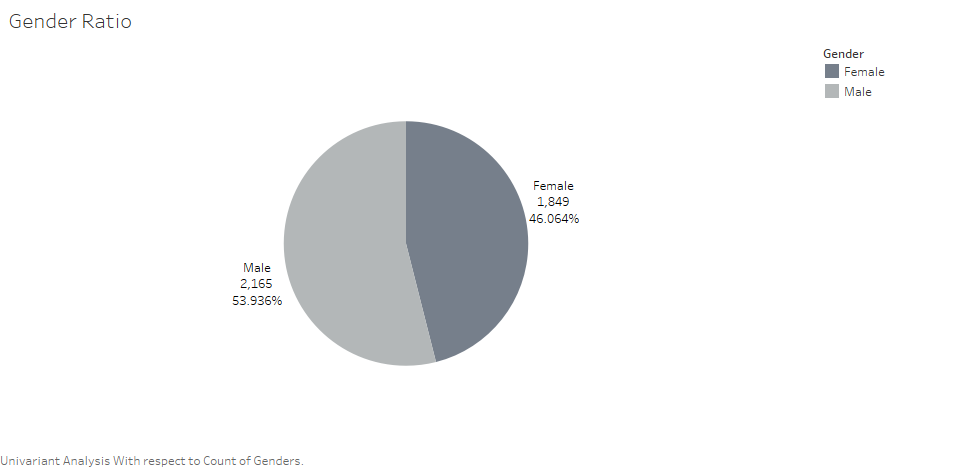 Gender Ratio
Gender
Female
Male
Female
1,849
46.064%
Male
2,165
53.936%
Univariant Analysis With respect to Count of Genders.